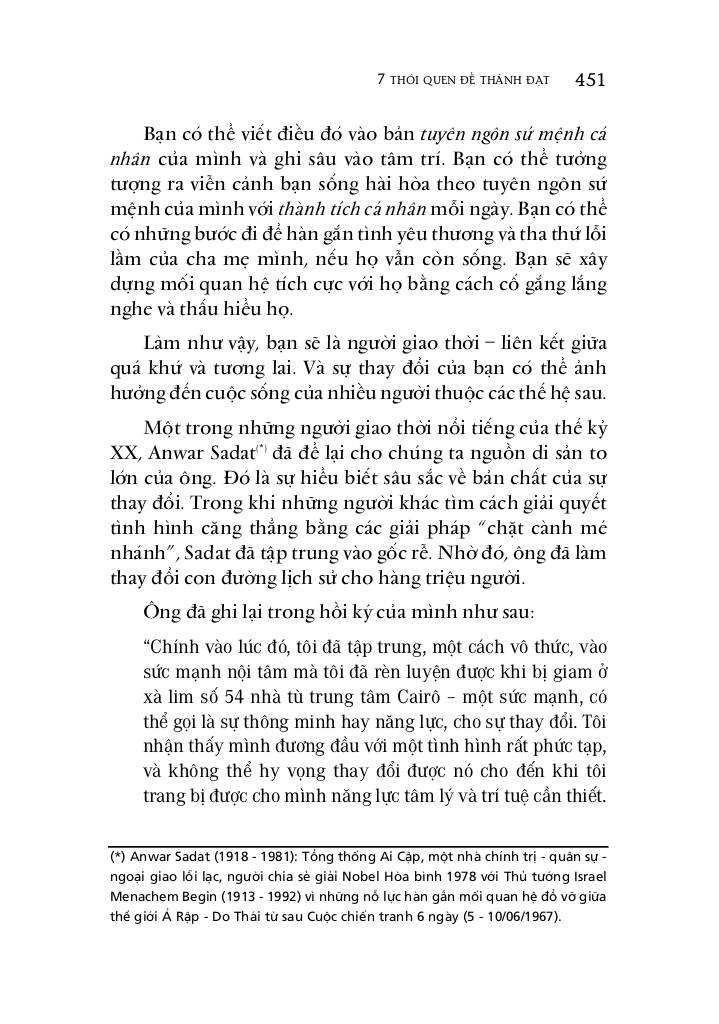 7 THÓI QUEN ĐỂ THÀNH ĐẠT 451
Bạn có thể viết điều đó vào bản tuyên ngôn sứ mệnh cá
nhân của mình và ghi sâu vào tâm trí. Bạn có thể tưởng
tượng ra viễn cảnh bạn sống hài hòa theo tuyên ngôn sứ
mệnh của mình với thành tích cá nhân mỗi ngày. Bạn có thể
có những bước đi để hàn gắn tình yêu thương và tha thứ lỗi
lầm của cha mẹ mình, nếu họ vẫn còn sống. Bạn sẽ xây
dựng mối quan hệ tích cực với họ bằng cách cố gắng lắng
nghe và thấu hiểu họ.
Làm như vậy, bạn sẽ là người giao thời – liên kết giữa
quá khứ và tương lai. Và sự thay đổi của bạn có thể ảnh
hưởng đến cuộc sống của nhiều người thuộc các thế hệ sau.
Một trong những người giao thời nổi tiếng của thế kỷ
XX, Anwar Sadat(*) đã để lại cho chúng ta nguồn di sản to
lớn của ông. Đó là sự hiểu biết sâu sắc về bản chất của sự
thay đổi. Trong khi những người khác tìm cách giải quyết
tình hình căng thẳng bằng các giải pháp “chặt cành mé
nhánh”, Sadat đã tập trung vào gốc rễ. Nhờ đó, ông đã làm
thay đổi con đường lịch sử cho hàng triệu người.
Ông đã ghi lại trong hồi ký của mình như sau:
“Chính vào lúc đó, tôi đã tập trung, một cách vô thức, vào
sức mạnh nội tâm mà tôi đã rèn luyện được khi bị giam ở
xà lim số 54 nhà tù trung tâm Cairô – một sức mạnh, có
thể gọi là sự thông minh hay năng lực, cho sự thay đổi. Tôi
nhận thấy mình đương đầu với một tình hình rất phức tạp,
và không thể hy vọng thay đổi được nó cho đến khi tôi
trang bị được cho mình năng lực tâm lý và trí tuệ cần thiết.
(*) Anwar Sadat (1918 - 1981): Tổng thống Ai Cập, một nhà chính trị - quân sự -
ngoại giao lỗi lạc, người chia sẻ giải Nobel Hòa bình 1978 với Thủ tướng Israel
Menachem Begin (1913 - 1992) vì những nỗ lực hàn gắn mối quan hệ đổ vỡ giữa
thế giới Ả Rập - Do Thái từ sau Cuộc chiến tranh 6 ngày (5 - 10/06/1967).